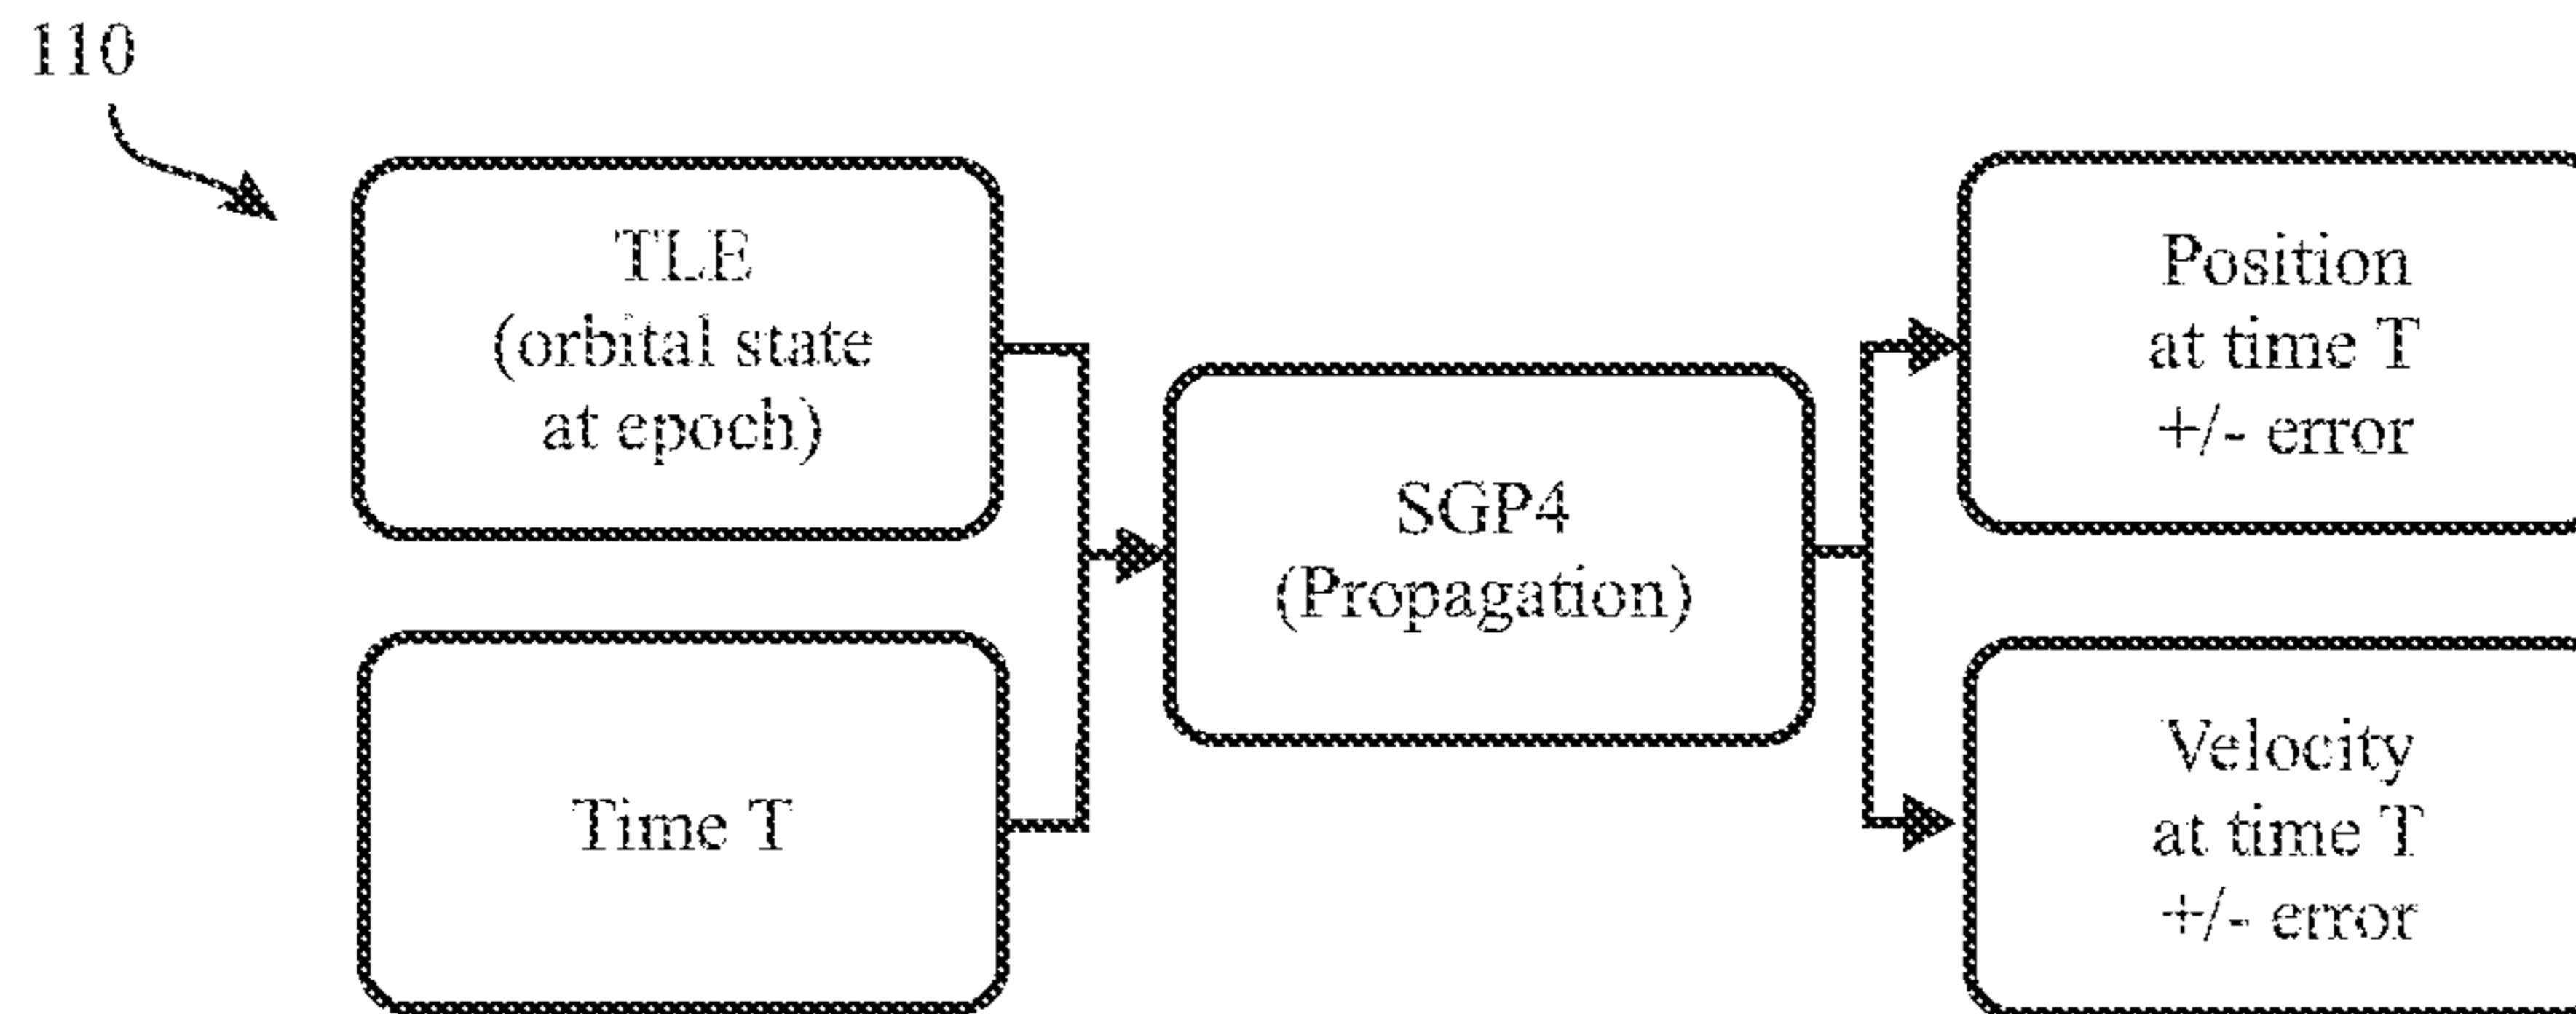 110
TLE
(orbital state
at epoch)
Time T
SGP4
(Propagation)
Position
at time T
+/- error
Velocity
at time T
+/- error